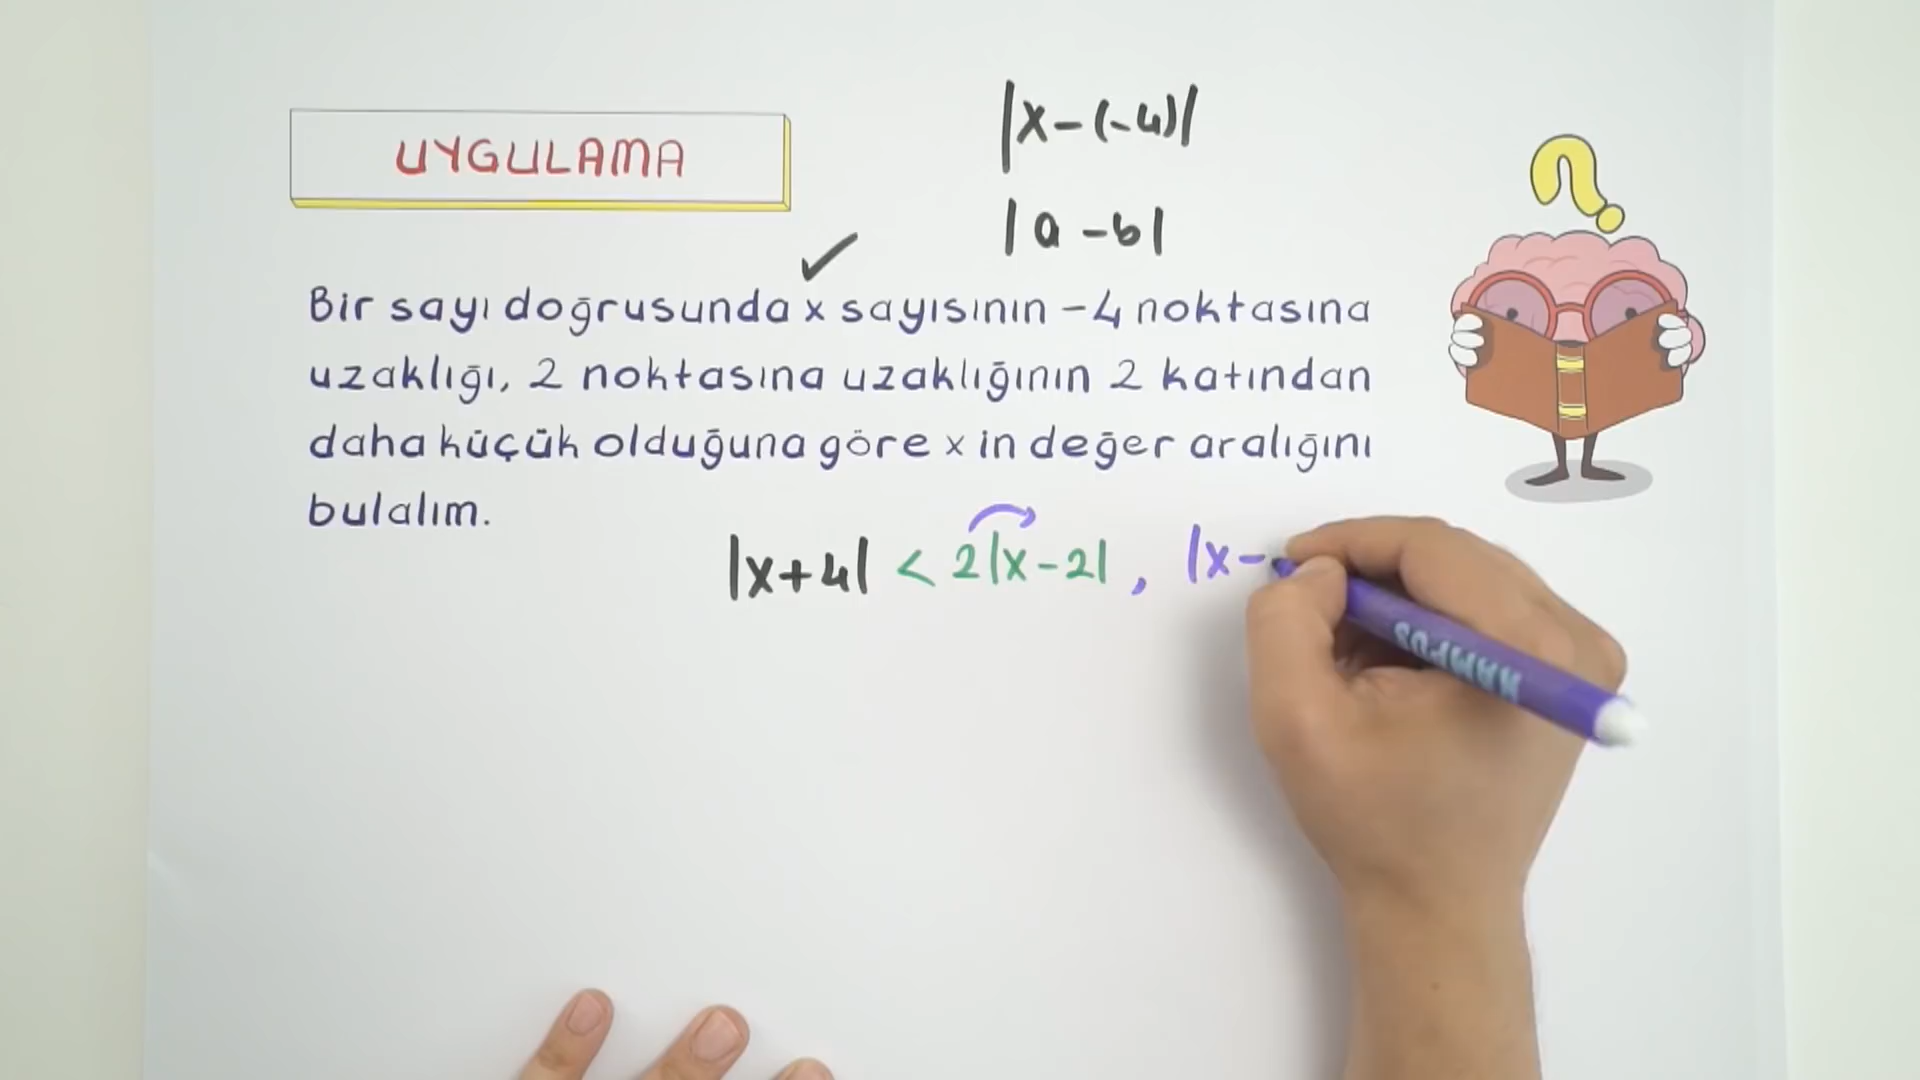 UYGULAMA
|x-(-4)|
|a-b|
Bir sayı doğrusunda x sayısının -4 noktasına
uzaklığı, 2 noktasına uzaklığının 2 katından
daha küçük olduğuna göre x in değer aralığını
bulalım.
|x+4| < 2|x-2| , |x-
KAMPÜS